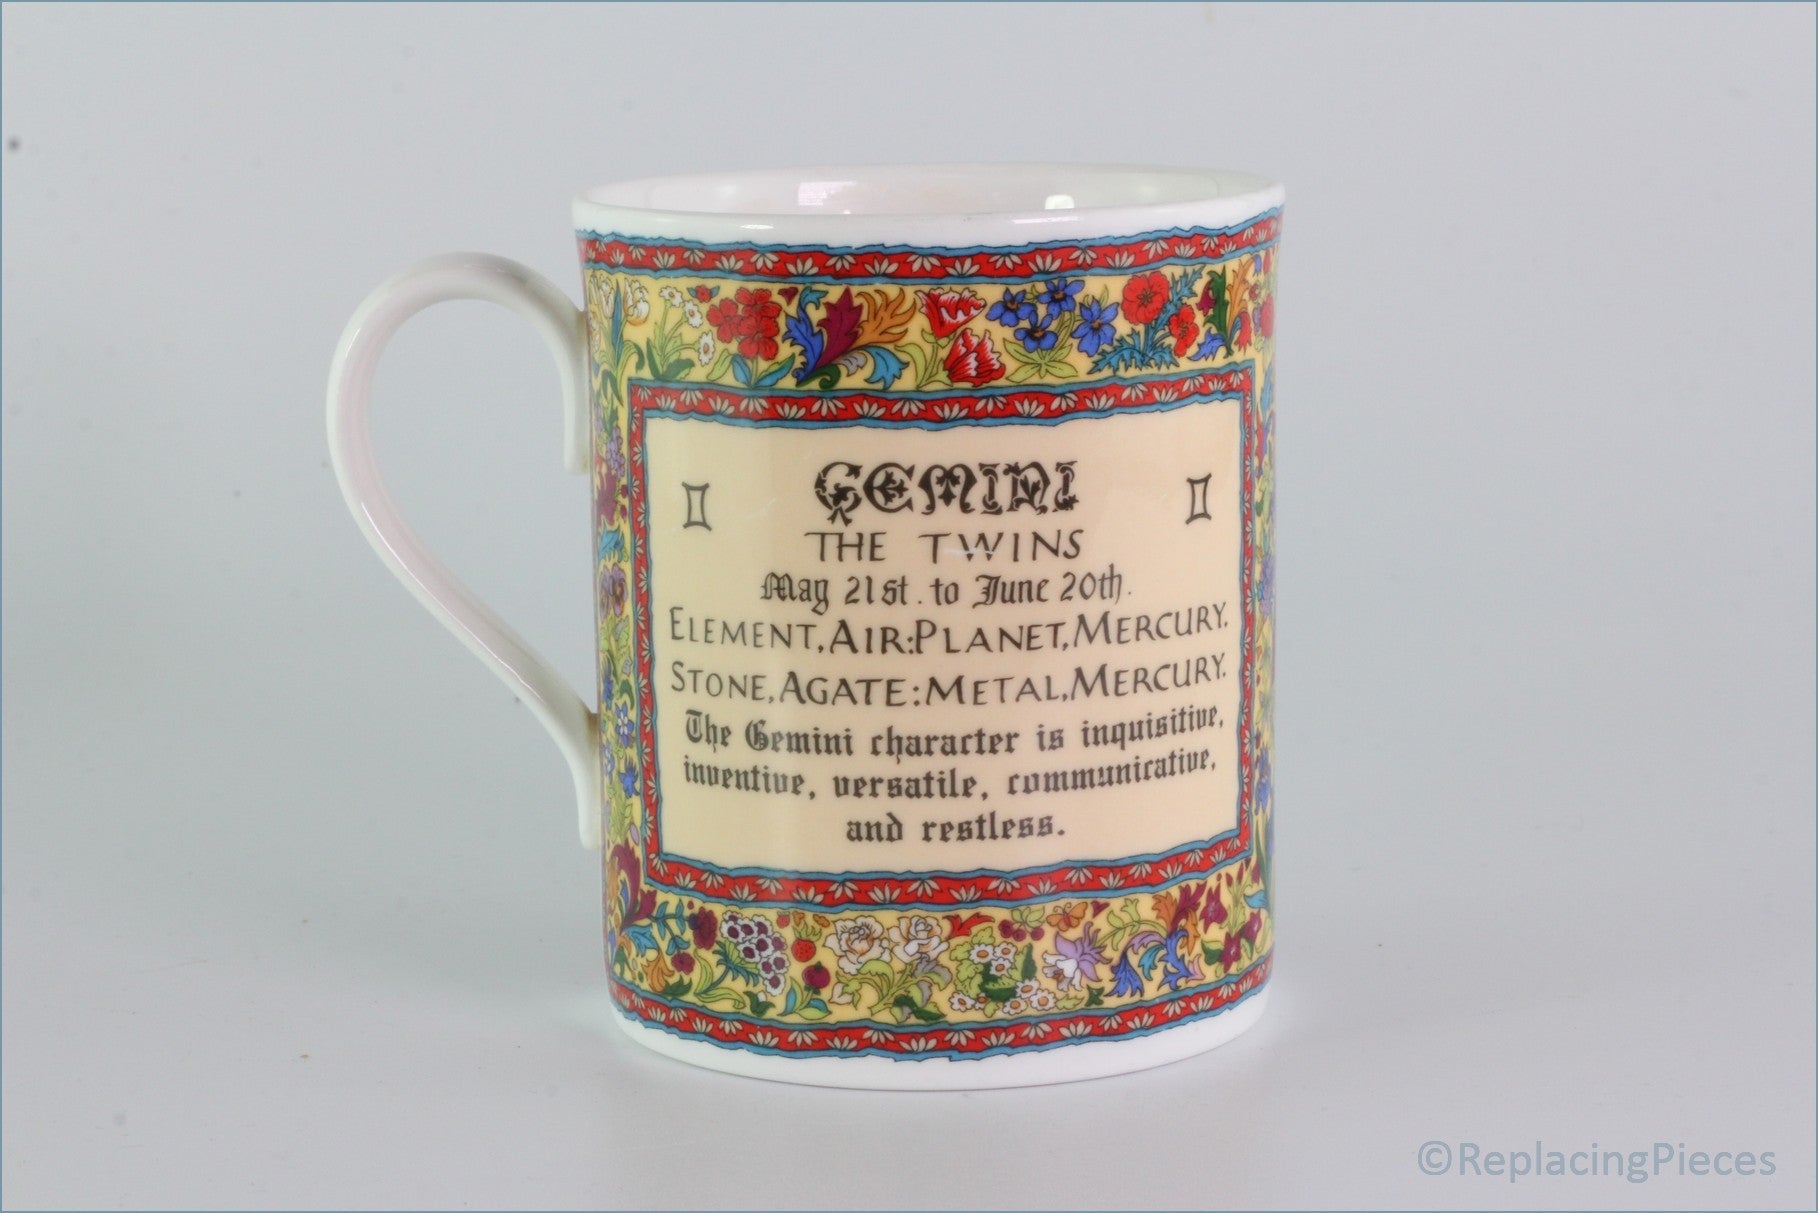 GEMINI
THE TWINS
May 21st. to June 20th.
ELEMENT, AIR: PLANET, MERCURY.
STONE, AGATE: METAL, MERCURY.
The Gemini character is inquisitive,
inventive, versatile, communicative,
and restless.
©ReplacingPieces